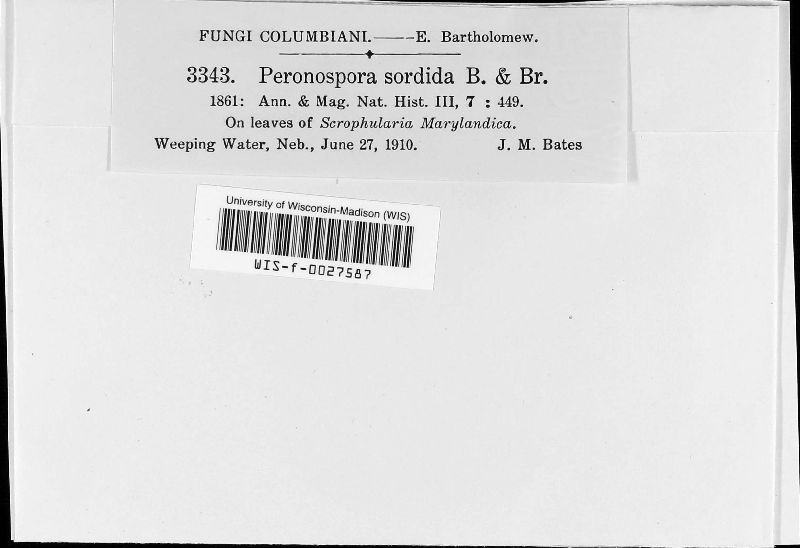 FUNGI COLUMBIANI.——E. Bartholomew.
3343. Peronospora sordida B. & Br.
1861: Ann. & Mag. Nat. Hist. III, 7 : 449.
On leaves of Scrophularia Marylandica.
Weeping Water, Neb., June 27, 1910. J. M. Bates
University of Wisconsin-Madison (WIS)
WIS-f-0027587